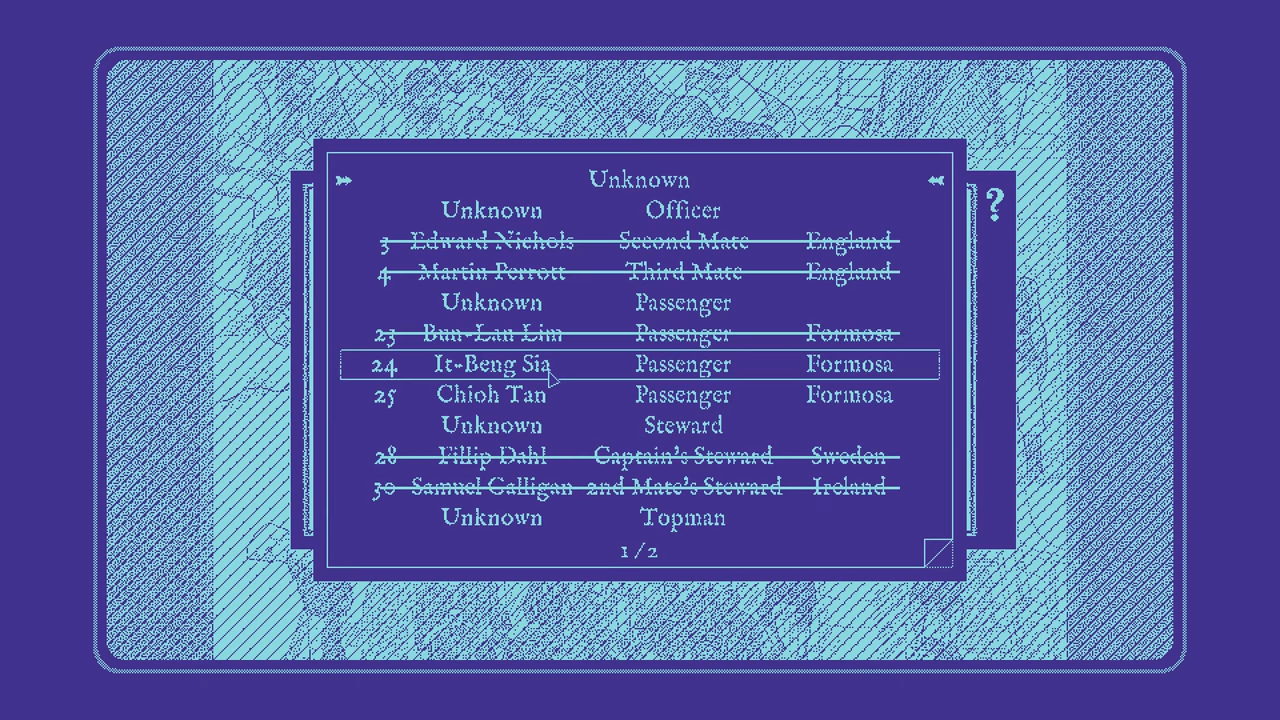 Unknown
?
Unknown Officer
3 Edward Nichols Second Mate England
4 Martin Perrott Third Mate England
Unknown Passenger
23 Bun-Lan Lim Passenger Formosa
24 It-Beng Sia Passenger Formosa
25 Chioh Tan Passenger Formosa
Unknown Steward
28 Fillip Dahl Captain's Steward Sweden
30 Samuel Galligan 2nd Mate's Steward Ireland
Unknown Topman
1/2